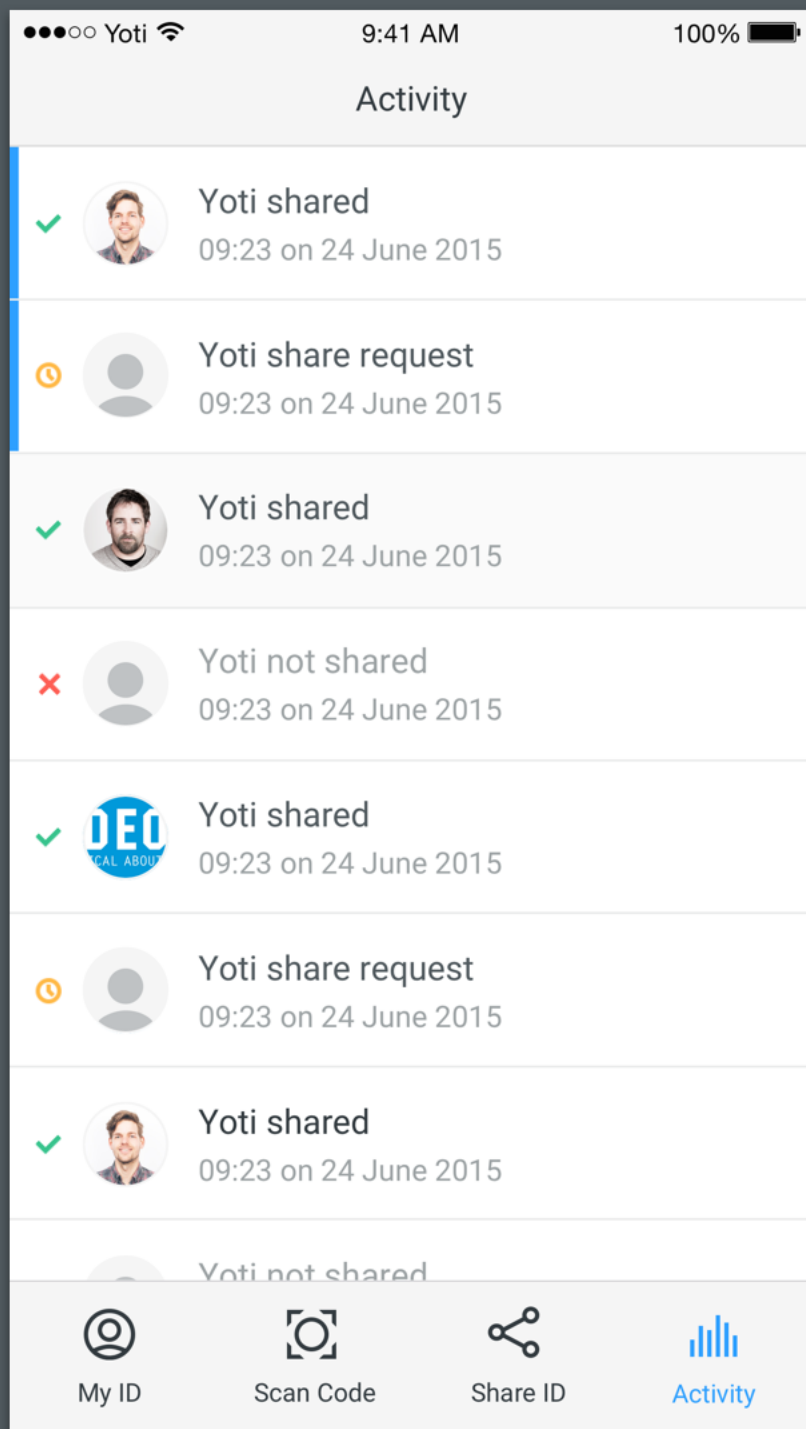 Yoti 9:41 AM 100%
Activity
Yoti shared
09:23 on 24 June 2015
Yoti share request
09:23 on 24 June 2015
Yoti shared
09:23 on 24 June 2015
Yoti not shared
09:23 on 24 June 2015
DEO
ICAL ABOUT
Yoti shared
09:23 on 24 June 2015
Yoti share request
09:23 on 24 June 2015
Yoti shared
09:23 on 24 June 2015
Yoti not shared
My ID Scan Code Share ID Activity